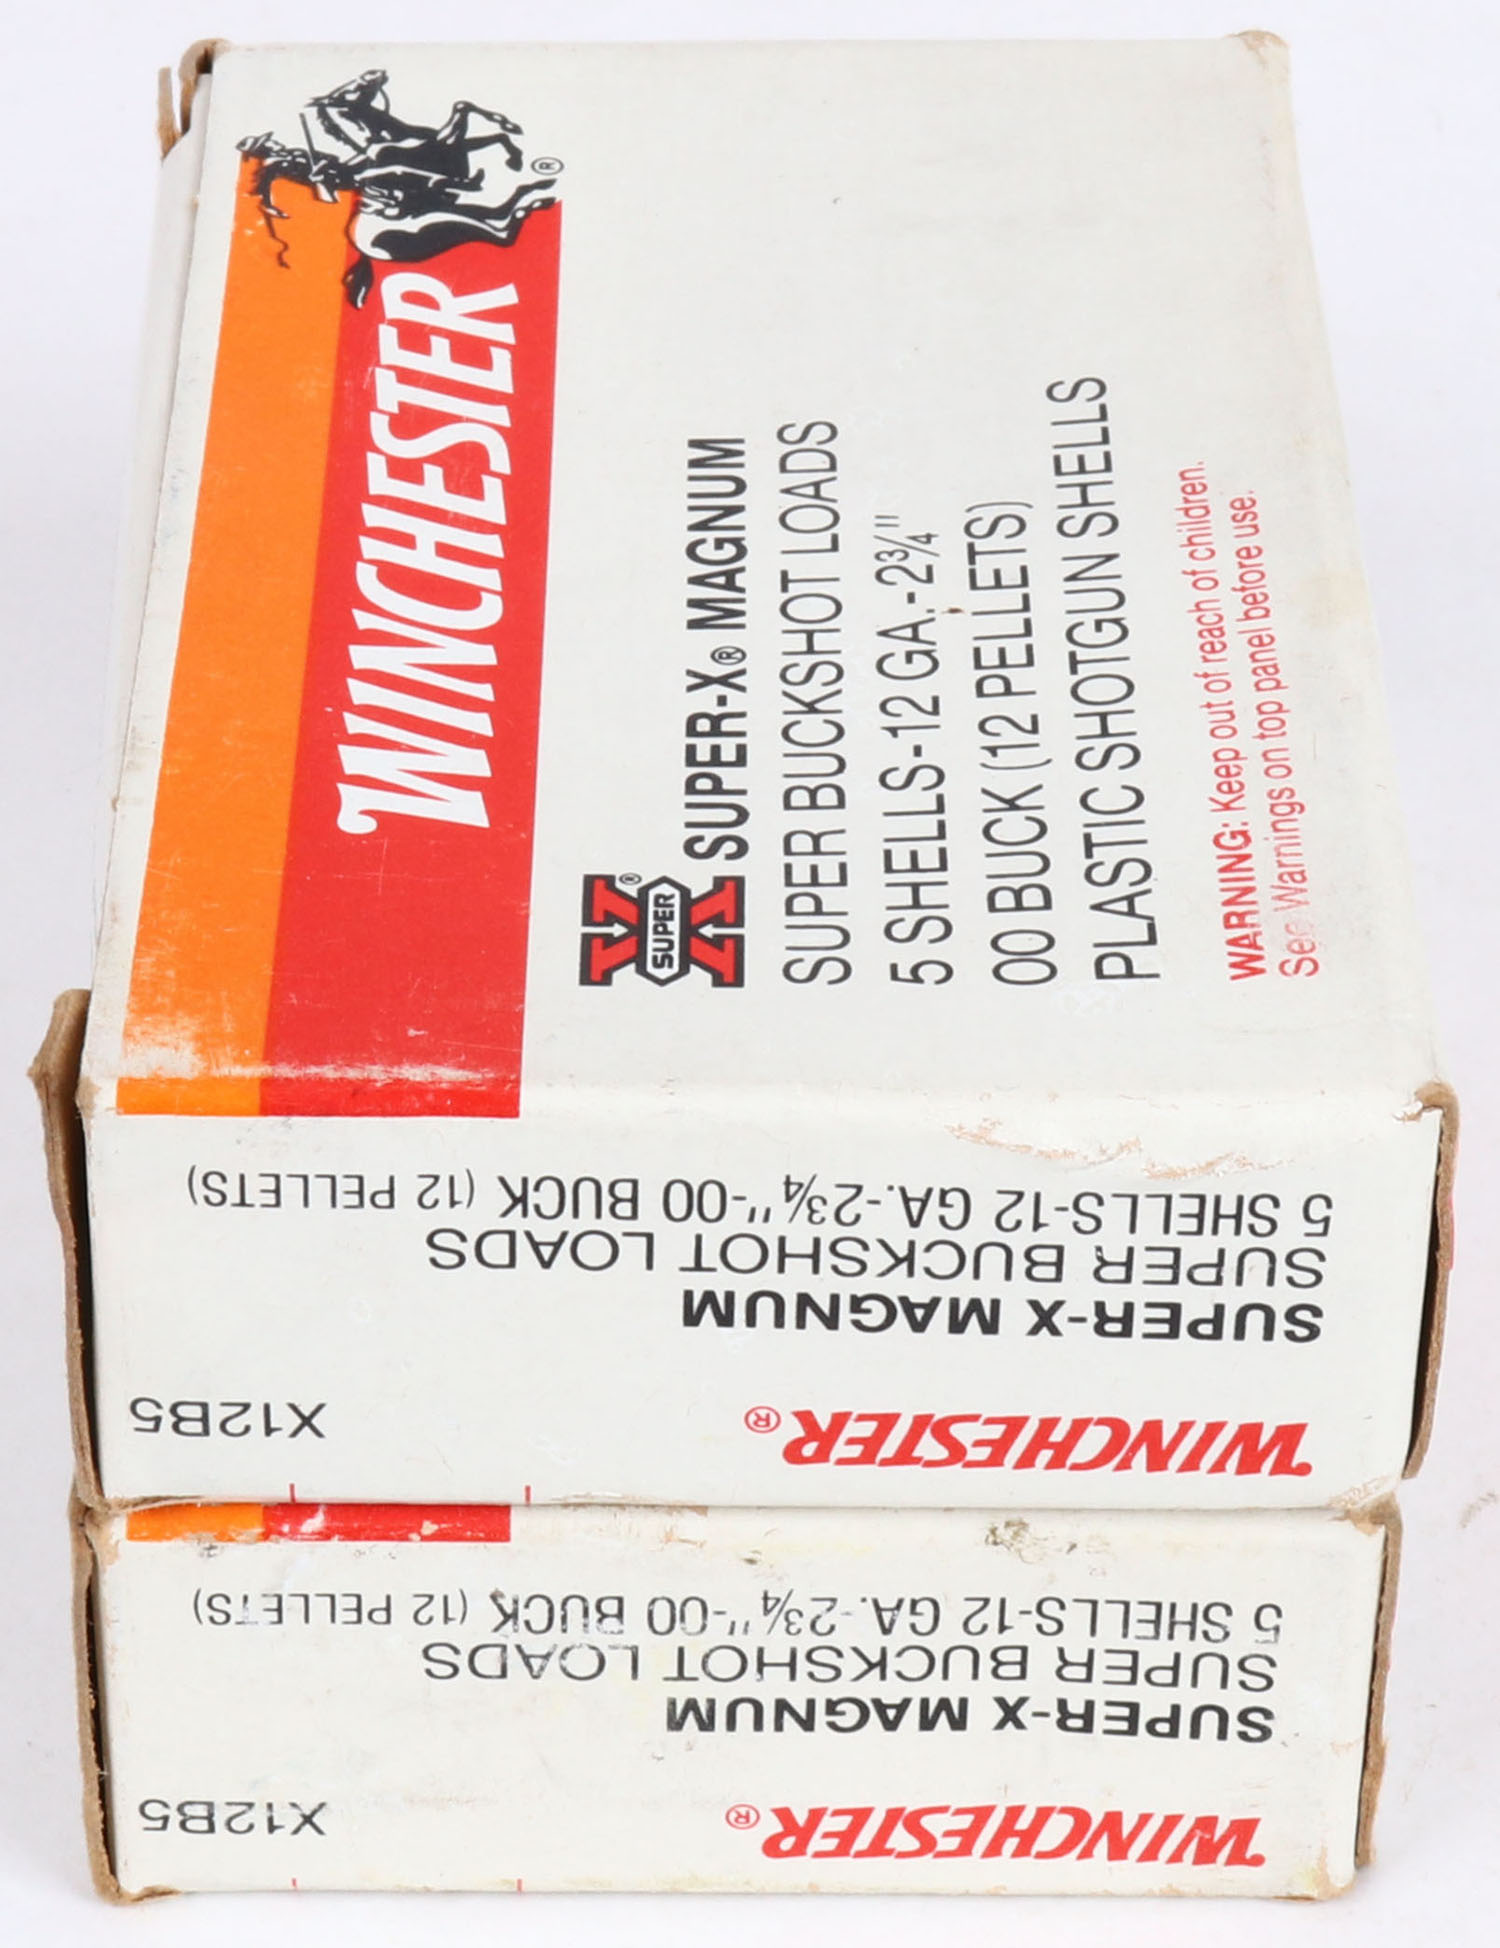 WINCHESTER
®
SUPER X ®
SUPER-X® MAGNUM
SUPER BUCKSHOT LOADS
5 SHELLS-12 GA.-2¾"
00 BUCK (12 PELLETS)
PLASTIC SHOTGUN SHELLS
WARNING: Keep out of reach of children.
See Warnings on top panel before use.
WINCHESTER® X12B5
SUPER-X MAGNUM
SUPER BUCKSHOT LOADS
5 SHELLS-12 GA.-2¾"-00 BUCK (12 PELLETS)
WINCHESTER® X12B5
SUPER-X MAGNUM
SUPER BUCKSHOT LOADS
5 SHELLS-12 GA.-2¾"-00 BUCK (12 PELLETS)